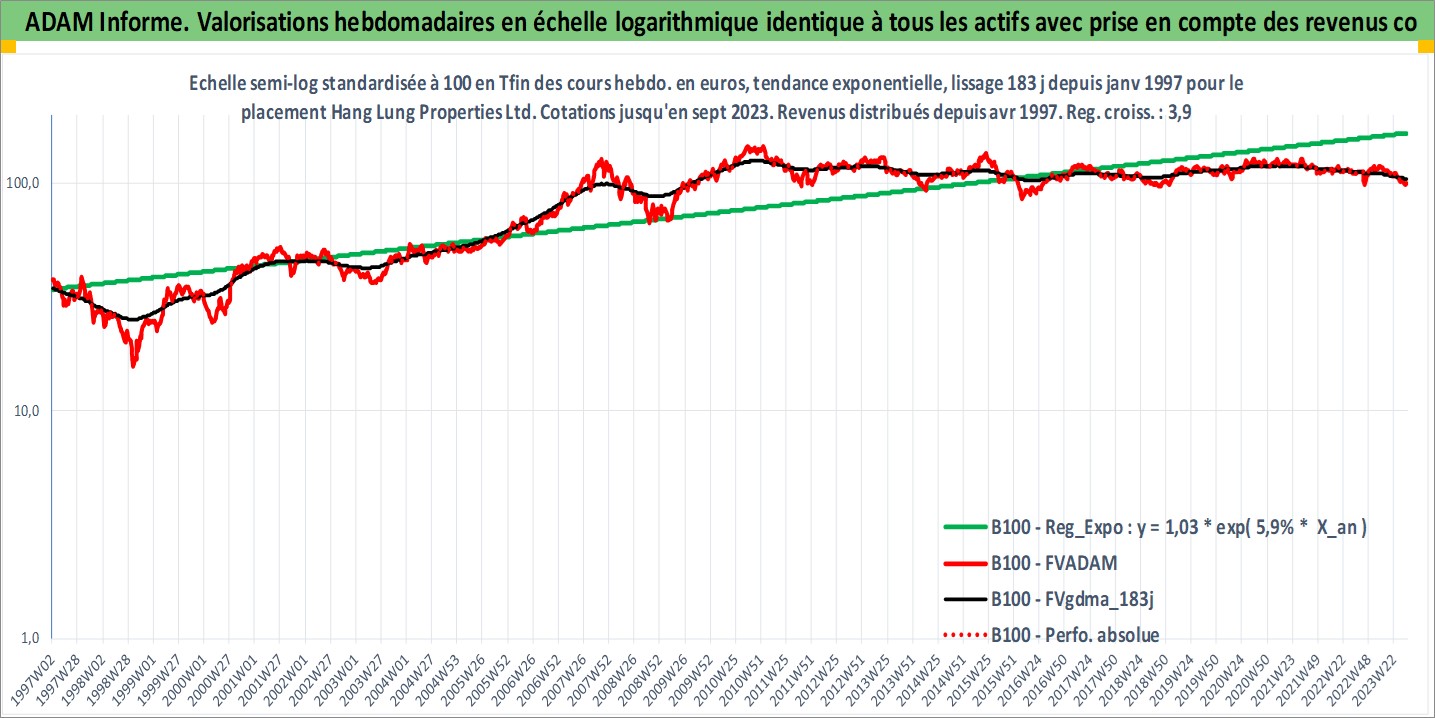 ADAM Informe. Valorisations hebdomadaires en échelle logarithmique identique à tous les actifs avec prise en compte des revenus co
Echelle semi-log standardisée à 100 en Tfin des cours hebdo. en euros, tendance exponentielle, lissage 183 j depuis janv 1997 pour le
placement Hang Lung Properties Ltd. Cotations jusqu'en sept 2023. Revenus distribués depuis avr 1997. Reg. croiss. : 3,9
100,0
10,0
1,0
B100 - Reg_Expo : y = 1,03 * exp( 5,9% * X_an )
B100 - FVADAM
B100 - FVgdma_183j
B100 - Perfo. absolue
1997W02
1997W28
1998W02
1998W28
1999W01
1999W27
2000W01
2000W27
2001W01
2001W27
2002W01
2002W27
2003W01
2003W27
2004W01
2004W27
2004W53
2005W26
2005W52
2006W26
2006W52
2007W26
2007W52
2008W26
2008W52
2009W26
2009W52
2010W25
2010W51
2011W25
2011W51
2012W25
2012W51
2013W25
2013W51
2014W25
2014W51
2015W25
2015W51
2016W24
2016W50
2017W24
2017W50
2018W24
2018W50
2019W24
2019W50
2020W24
2020W50
2021W23
2021W49
2022W22
2022W48
2023W22